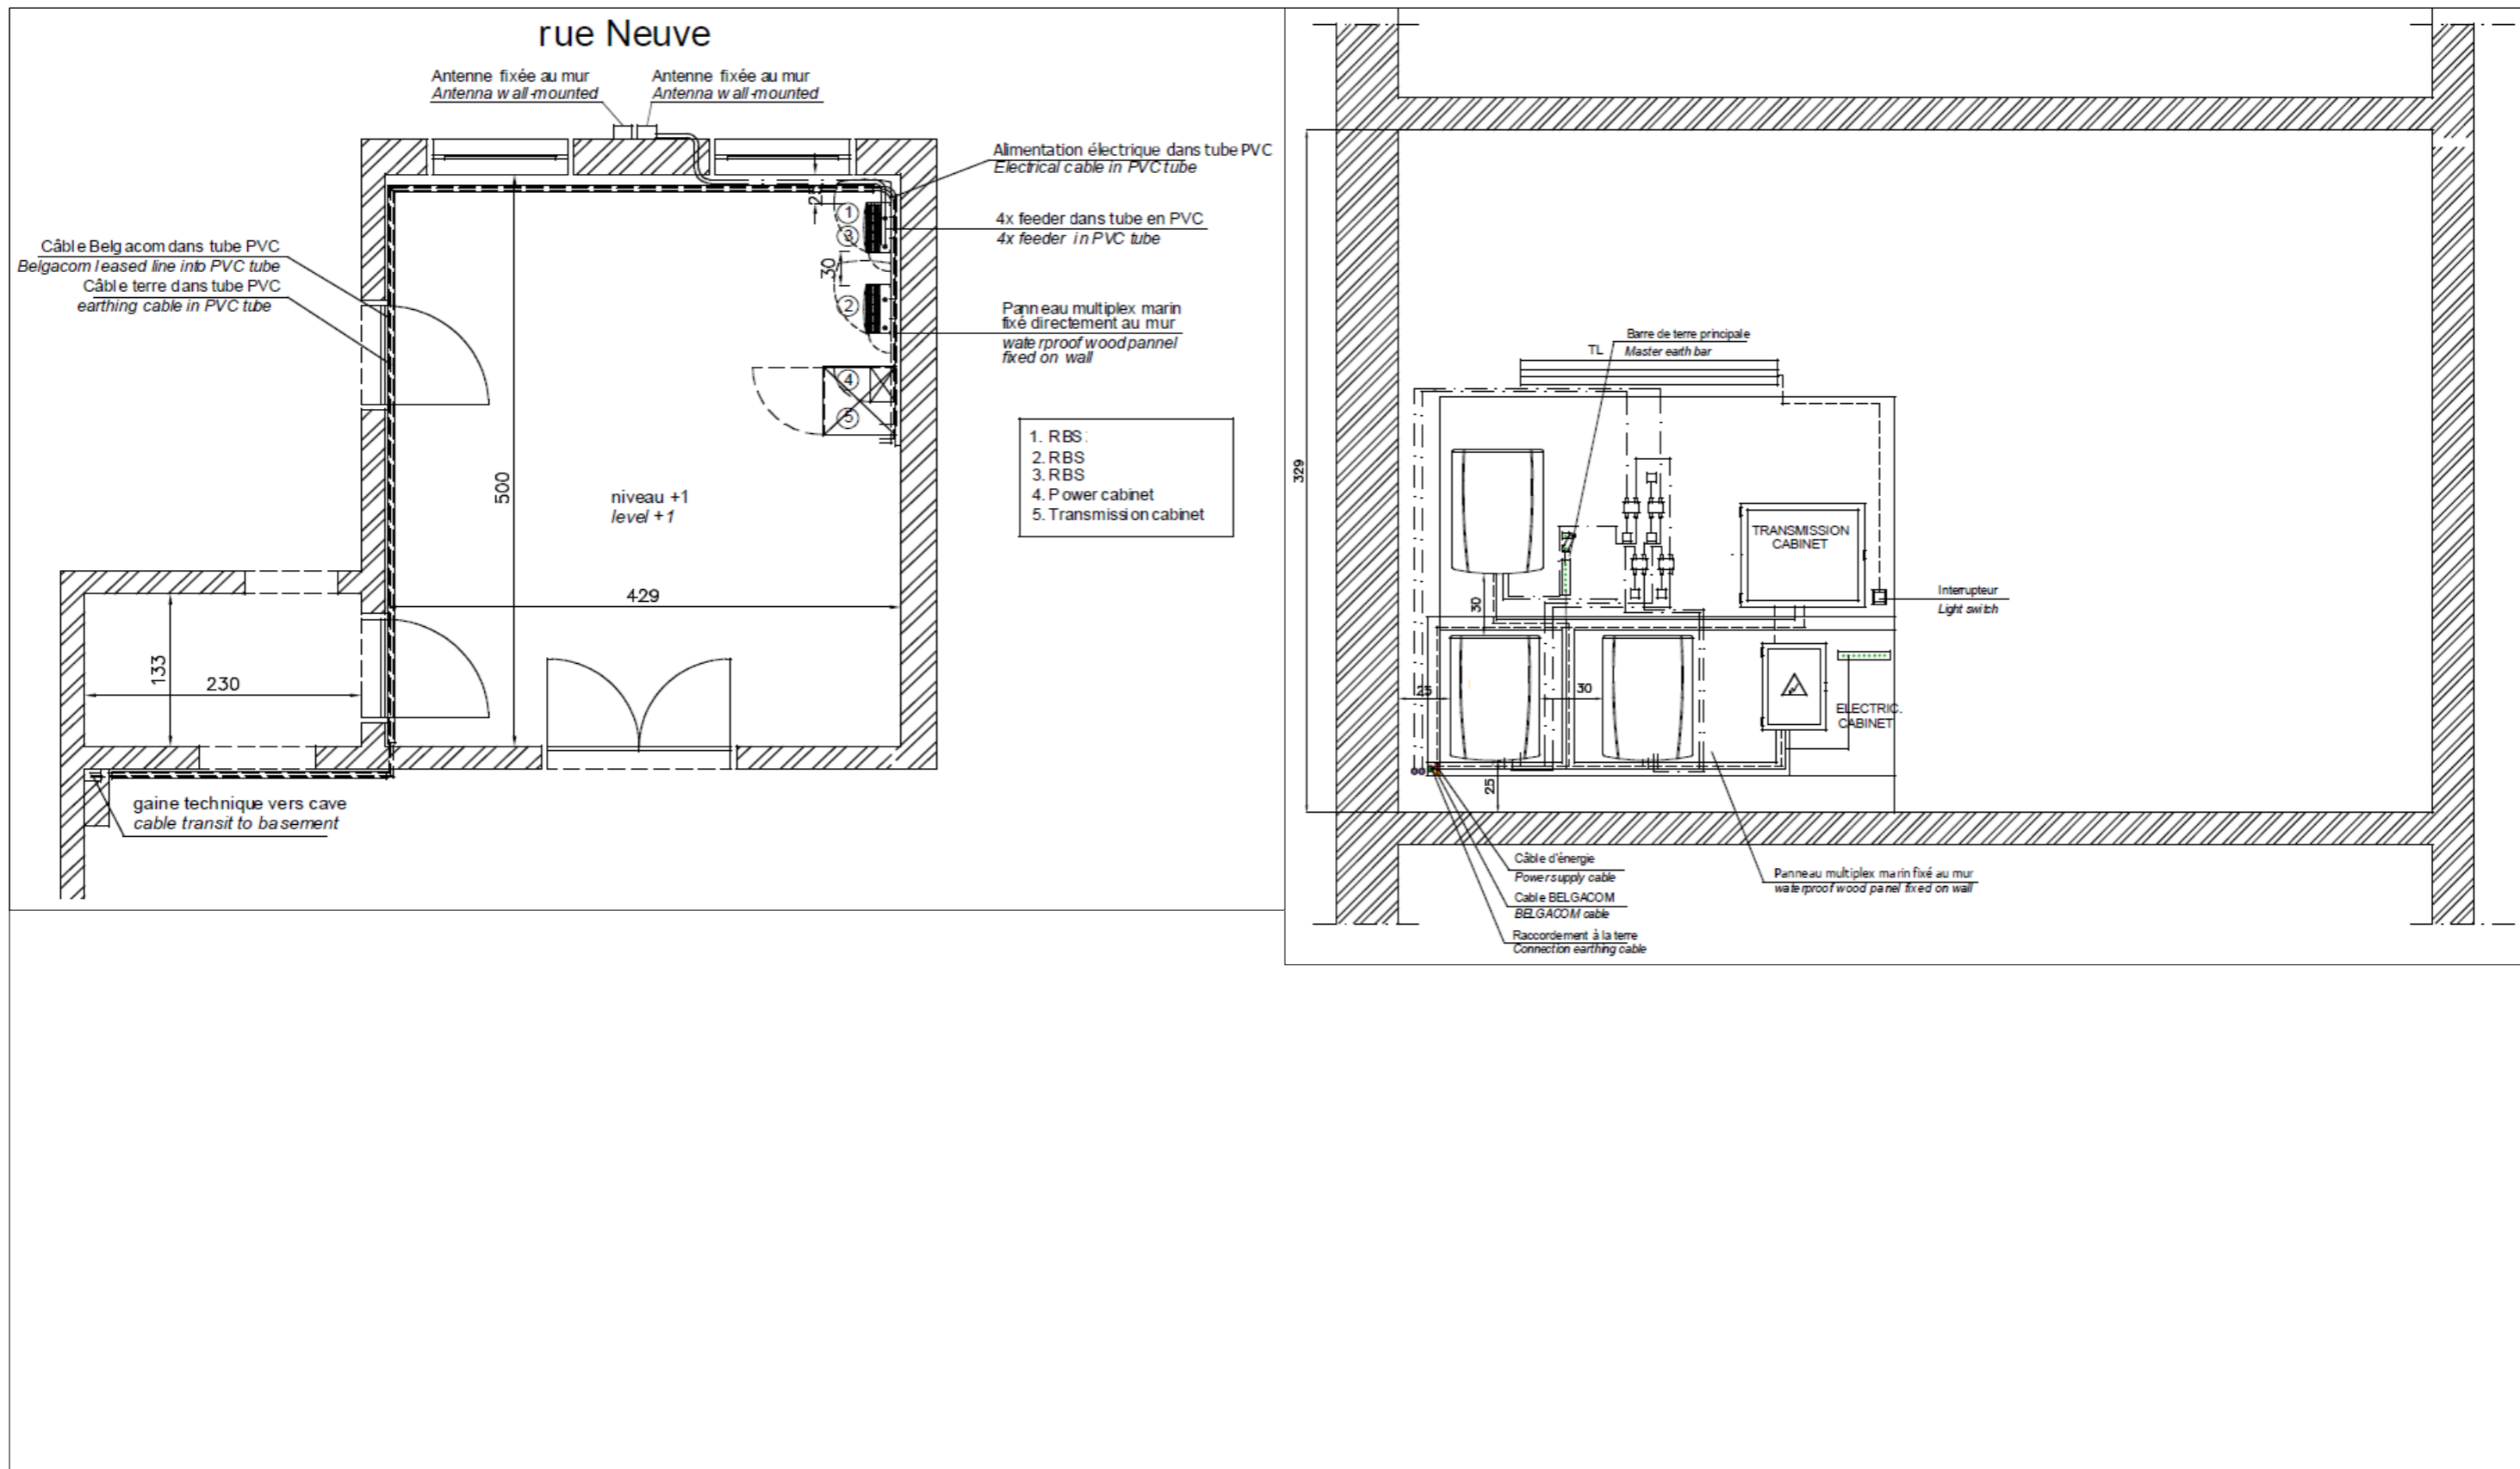 rue Neuve
Antenne fixée au mur
Antenna wall-mounted
Antenne fixée au mur
Antenna wall-mounted
Alimentation électrique dans tube PVC
Electrical cable in PVC tube
4x feeder dans tube en PVC
4x feeder in PVC tube
Câble Belgacom dans tube PVC
Belgacom leased line into PVC tube
Câble terre dans tube PVC
earthing cable in PVC tube
Panneau multiplex marin
fixé directement au mur
waterproof wood pannel
fixed on wall
25
1
3
30
2
4
5
1. RBS
2. RBS
3. RBS
4. Power cabinet
5. Transmission cabinet
500
niveau +1
level +1
429
133
230
gaine technique vers cave
cable transit to basement
329
Barre de terre principale
TL
Master earth bar
TRANSMISSION
CABINET
Interrupteur
Light switch
30
25
30
ELECTRIC.
CABINET
25
Câble d'énergie
Power supply cable
Cable BELGACOM
BELGACOM cable
Raccordement à la terre
Connection earthing cable
Panneau multiplex marin fixé au mur
waterproof wood panel fixed on wall